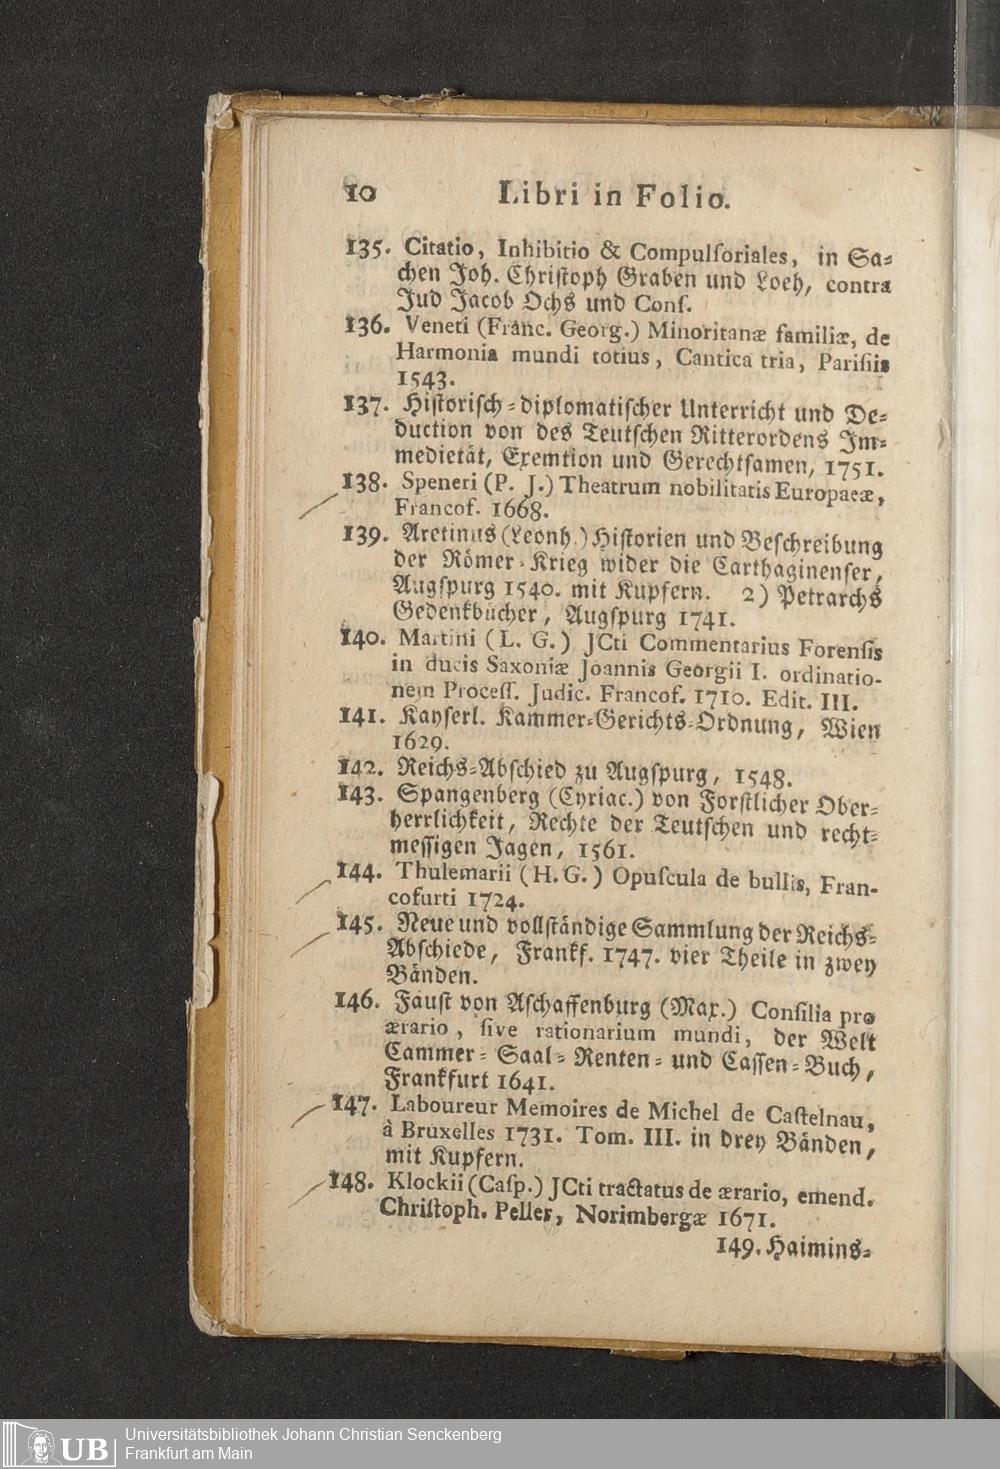 10 Libri in Folio.
135. Citatio, Inhibitio & Compulſoriales, in Sa-
chen Joh. Chriſtoph Graben und Loeh, contra
Jud Jacob Ochs und Conſ.
136. Veneti (Franc. Georg.) Minoritanæ familiæ, de
Harmonia mundi totius, Cantica tria, Pariſiis
1543.
137. Hiſtoriſch-diplomatiſcher Unterricht und De-
duction von des Teutſchen Ritterordens Im-
medietät, Exemtion und Gerechtſamen, 1751.
138. Speneri (P. J.) Theatrum nobilitatis Europaeæ,
Francof. 1668.
139. Aretinus (Leonh.) Hiſtorien und Beſchreibung
der Römer-Krieg wider die Carthaginenſer,
Augſpurg 1540. mit Kupfern. 2) Petrarchs
Gedenkbücher, Augſpurg 1741.
140. Martini (L. G.) JCti Commentarius Forenſis
in ducis Saxoniæ Joannis Georgii I. ordinatio-
nem Proceſſ. Judic. Francof. 1710. Edit. III.
141. Kayſerl. Kammer-Gerichts-Ordnung, Wien
1629.
142. Reichs-Abſchied zu Augſpurg, 1548.
143. Spangenberg (Cyriac.) von Forſtlicher Ober-
herrlichkeit, Rechte der Teutſchen und recht-
meſſigen Jagen, 1561.
144. Thulemarii (H. G.) Opuſcula de bullis, Fran-
cofurti 1724.
145. Neue und vollſtändige Sammlung der Reichs-
Abſchiede, Frankf. 1747. vier Theile in zwey
Bänden.
146. Fauſt von Aſchaffenburg (Max.) Conſilia pro
ærario, ſive rationarium mundi, der Welt
Cammer- Saal- Renten- und Caſſen-Buch,
Frankfurt 1641.
147. Laboureur Memoires de Michel de Caſtelnau,
à Bruxelles 1731. Tom. III. in drey Bänden,
mit Kupfern.
148. Klockii (Caſp.) JCti tractatus de ærario, emend.
Chriſtoph. Peller, Norimbergæ 1671.
149. Haimins-
UB Universitätsbibliothek Johann Christian Senckenberg
Frankfurt am Main